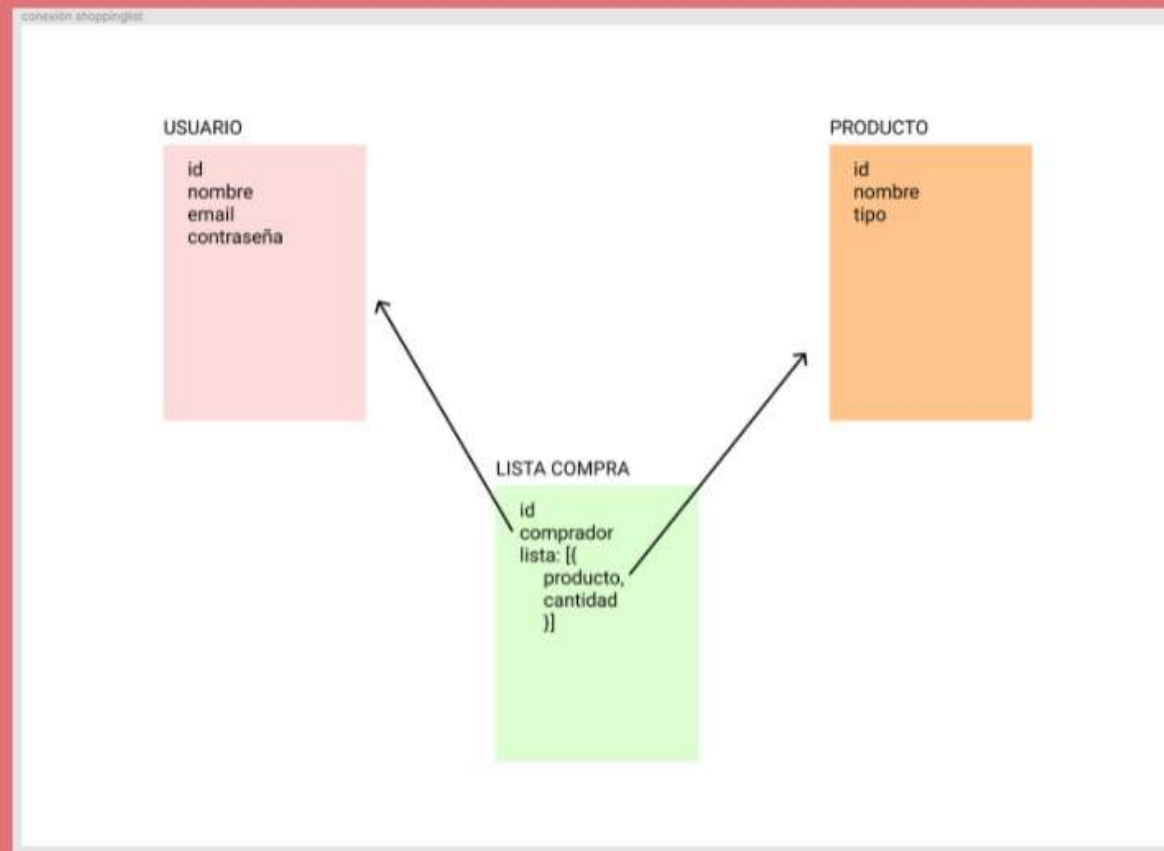 conexión shoppinglist
USUARIO
id
nombre
email
contraseña
PRODUCTO
id
nombre
tipo
LISTA COMPRA
id
comprador
lista: [{
producto,
cantidad
}]